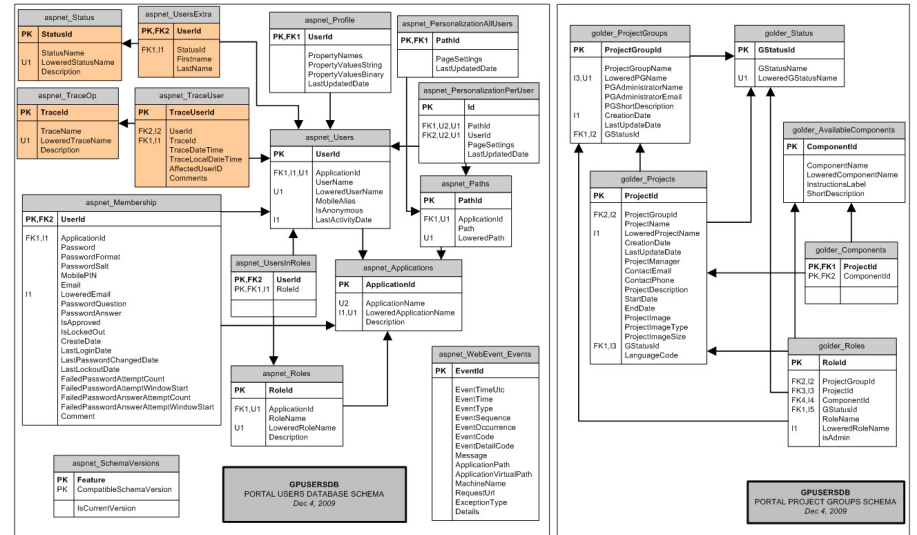 aspnet_Status
PK StatusId
StatusName
U1 LoweredStatusName
Description
aspnet_UsersExtra
PK,FK2 UserId
FK1,I1 StatusId
Firstname
LastName
aspnet_Profile
PK,FK1 UserId
PropertyNames
PropertyValuesString
PropertyValuesBinary
LastUpdatedDate
aspnet_PersonalizationAllUsers
PK,FK1 PathId
PageSettings
LastUpdatedDate
aspnet_TraceOp
PK TraceId
TraceName
U1 LoweredTraceName
Description
aspnet_TraceUser
PK TraceUserId
FK2,I2 UserId
FK1,I1 TraceId
TraceDateTime
TraceLocalDateTime
AffectedUserID
Comments
aspnet_PersonalizationPerUser
PK Id
FK1,U2,U1 PathId
FK2,U2,U1 UserId
PageSettings
LastUpdatedDate
aspnet_Users
PK UserId
FK1,I1,U1 ApplicationId
UserName
U1 LoweredUserName
MobileAlias
IsAnonymous
I1 LastActivityDate
aspnet_Paths
PK PathId
FK1,U1 ApplicationId
Path
U1 LoweredPath
aspnet_Membership
PK,FK2 UserId
FK1,I1 ApplicationId
Password
PasswordFormat
PasswordSalt
MobilePIN
Email
I1 LoweredEmail
PasswordQuestion
PasswordAnswer
IsApproved
IsLockedOut
CreateDate
LastLoginDate
LastPasswordChangedDate
LastLockoutDate
FailedPasswordAttemptCount
FailedPasswordAttemptWindowStart
FailedPasswordAnswerAttemptCount
FailedPasswordAnswerAttemptWindowStart
Comment
aspnet_UsersInRoles
PK,FK2 UserId
PK,FK1,I1 RoleId
aspnet_Applications
PK ApplicationId
U2 ApplicationName
I1,U1 LoweredApplicationName
Description
aspnet_Roles
PK RoleId
FK1,U1 ApplicationId
RoleName
U1 LoweredRoleName
Description
aspnet_WebEvent_Events
PK EventId
EventTimeUtc
EventTime
EventType
EventSequence
EventOccurrence
EventCode
EventDetailCode
Message
ApplicationPath
ApplicationVirtualPath
MachineName
RequestUrl
ExceptionType
Details
aspnet_SchemaVersions
PK Feature
PK CompatibleSchemaVersion
IsCurrentVersion
GPUSERSDB
PORTAL USERS DATABASE SCHEMA
Dec 4, 2009
golder_ProjectGroups
PK ProjectGroupId
ProjectGroupName
I3,U1 LoweredPGName
PGAdministratorName
PGAdministratorEmail
PGShortDescription
I1 CreationDate
LastUpdateDate
FK1,I2 GStatusId
golder_Status
PK GStatusId
GStatusName
U1 LoweredGStatusName
golder_AvailableComponents
PK ComponentId
ComponentName
LoweredComponentName
InstructionsLabel
ShortDescription
golder_Projects
PK ProjectId
FK2,I2 ProjectGroupId
ProjectName
I1 LoweredProjectName
CreationDate
LastUpdateDate
ProjectManager
ContactEmail
ContactPhone
ProjectDescription
StartDate
EndDate
ProjectImage
ProjectImageType
ProjectImageSize
FK1,I3 GStatusId
LanguageCode
golder_Components
PK,FK1 ProjectId
PK,FK2 ComponentId
golder_Roles
PK RoleId
FK2,I2 ProjectGroupId
FK3,I3 ProjectId
FK4,I4 ComponentId
FK1,I5 GStatusId
RoleName
I1 LoweredRoleName
isAdmin
GPUSERSDB
PORTAL PROJECT GROUPS SCHEMA
Dec 4, 2009